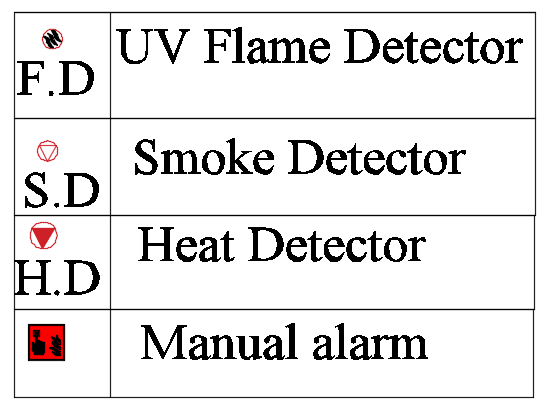 F.D
UV Flame Detector
S.D
Smoke Detector
H.D
Heat Detector
Manual alarm